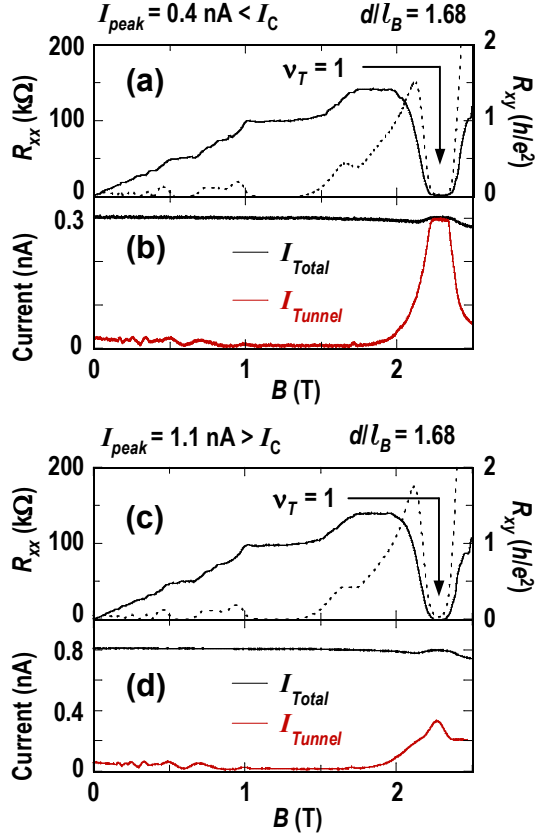 I_peak = 0.4 nA < I_C d/l_B = 1.68
200 2
(a)
ν_T = 1
R_xx (kΩ)
100 1
R_xy (h/e²)
0 0
0.3
(b)
Current (nA)
I_Total
I_Tunnel
0
0 1 2
B (T)
I_peak = 1.1 nA > I_C d/l_B = 1.68
200 2
(c)
ν_T = 1
R_xx (kΩ)
100 1
R_xy (h/e²)
0 0
0.8
(d)
Current (nA)
I_Total
0.4
I_Tunnel
0
0 1 2
B (T)